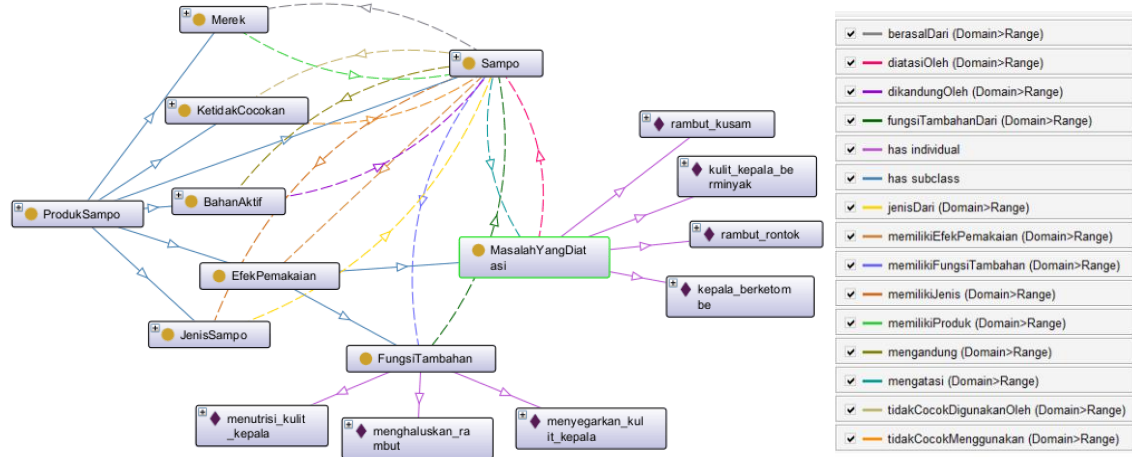 Merek
Sampo
KetidakCocokan
rambut_kusam
kulit_kepala_be
rminyak
BahanAktif
ProdukSampo
rambut_rontok
MasalahYangDiat
asi
EfekPemakaian
kepala_berketom
be
JenisSampo
FungsiTambahan
menutrisi_kulit
_kepala
menghaluskan_ra
mbut
menyegarkan_kul
it_kepala
berasalDari (Domain>Range)
diatasiOleh (Domain>Range)
dikandungOleh (Domain>Range)
fungsiTambahanDari (Domain>Range)
has individual
has subclass
jenisDari (Domain>Range)
memilikiEfekPemakaian (Domain>Range)
memilikiFungsiTambahan (Domain>Range)
memilikiJenis (Domain>Range)
memilikiProduk (Domain>Range)
mengandung (Domain>Range)
mengatasi (Domain>Range)
tidakCocokDigunakanOleh (Domain>Range)
tidakCocokMenggunakan (Domain>Range)